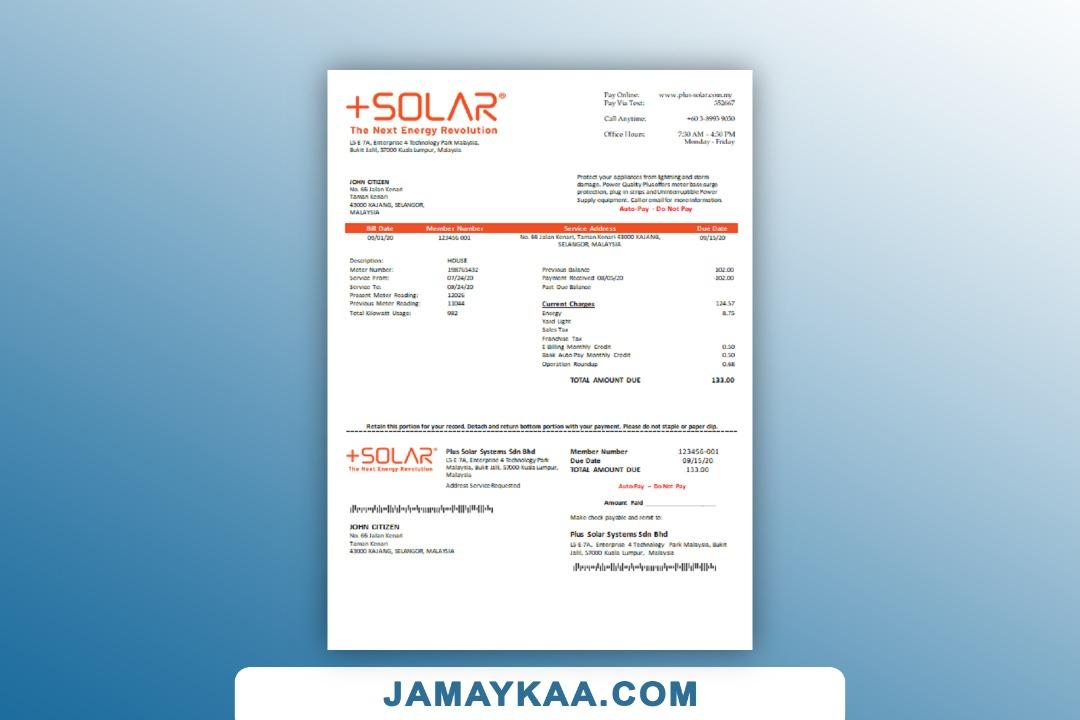 +SOLAR®
The Next Energy Revolution
L5-E-7A, Enterprise 4 Technology Park Malaysia,
Bukit Jalil, 57000 Kuala Lumpur, Malaysia
Pay Online: www.plus-solar.com.my
Pay Via Text: 352667
Call Anytime: +60 3-8993 9030
Office Hours: 7:30 AM - 4:30 PM
Monday - Friday
JOHN CITIZEN
No. 66 Jalan Kenari
Taman Kenari
43000 KAJANG, SELANGOR,
MALAYSIA
Protect your appliances from lightning and storm
damage. Power Quality Plus offers meter base surge
protection, plug-in strips and Uninterruptible Power
Supply equipment. Call or email for more information.
Auto-Pay - Do Not Pay
Bill Date Member Number Service Address Due Date
09/01/20 123456-001 No. 66 Jalan Kenari, Taman Kenari 43000 KAJANG, 09/15/20
SELANGOR, MALAYSIA
Description: HOUSE
Meter Number: 198765432
Service From: 07/24/20
Service To: 08/24/20
Present Meter Reading: 12026
Previous Meter Reading: 11044
Total Kilowatt Usage: 982
Previous Balance 102.00
Payment Received 08/05/20 -102.00
Past Due Balance
Current Charges 124.57
Energy 8.75
Yard Light
Sales Tax
Franchise Tax
E Billing Monthly Credit 0.50
Bank Auto Pay Monthly Credit 0.50
Operation Roundup 0.68
TOTAL AMOUNT DUE 133.00
Retain this portion for your record. Detach and return bottom portion with your payment. Please do not staple or paper clip.
+SOLAR®
The Next Energy Revolution
Plus Solar Systems Sdn Bhd
L5-E-7A, Enterprise 4 Technology Park
Malaysia, Bukit Jalil, 57000 Kuala Lumpur,
Malaysia
Address Service Requested
Member Number 123456-001
Due Date 09/15/20
TOTAL AMOUNT DUE 133.00
Auto Pay – Do Not Pay
Amount Paid
Make check payable and remit to:
JOHN CITIZEN
No. 66 Jalan Kenari
Taman Kenari
43000 KAJANG, SELANGOR, MALAYSIA
Plus Solar Systems Sdn Bhd
L5-E-7A, Enterprise 4 Technology Park Malaysia, Bukit
Jalil, 57000 Kuala Lumpur, Malaysia
JAMAYKAA.COM